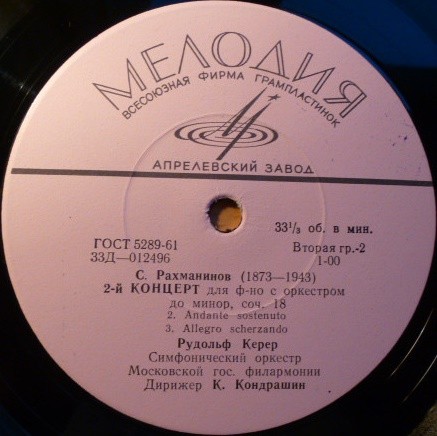 МЕЛОДИЯ
ВСЕСОЮЗНАЯ ФИРМА ГРАМПЛАСТИНОК
АПРЕЛЕВСКИЙ ЗАВОД
33⅓ об. в мин.
ГОСТ 5289-61
Вторая гр.-2
33Д—012496
1-00
С. Рахманинов (1873—1943)
2-й КОНЦЕРТ для ф-но с оркестром
до минор, соч. 18
2. Andante sostenuto
3. Allegro scherzando
Рудольф Керер
Симфонический оркестр
Московской гос. филармонии
Дирижер К. Кондрашин